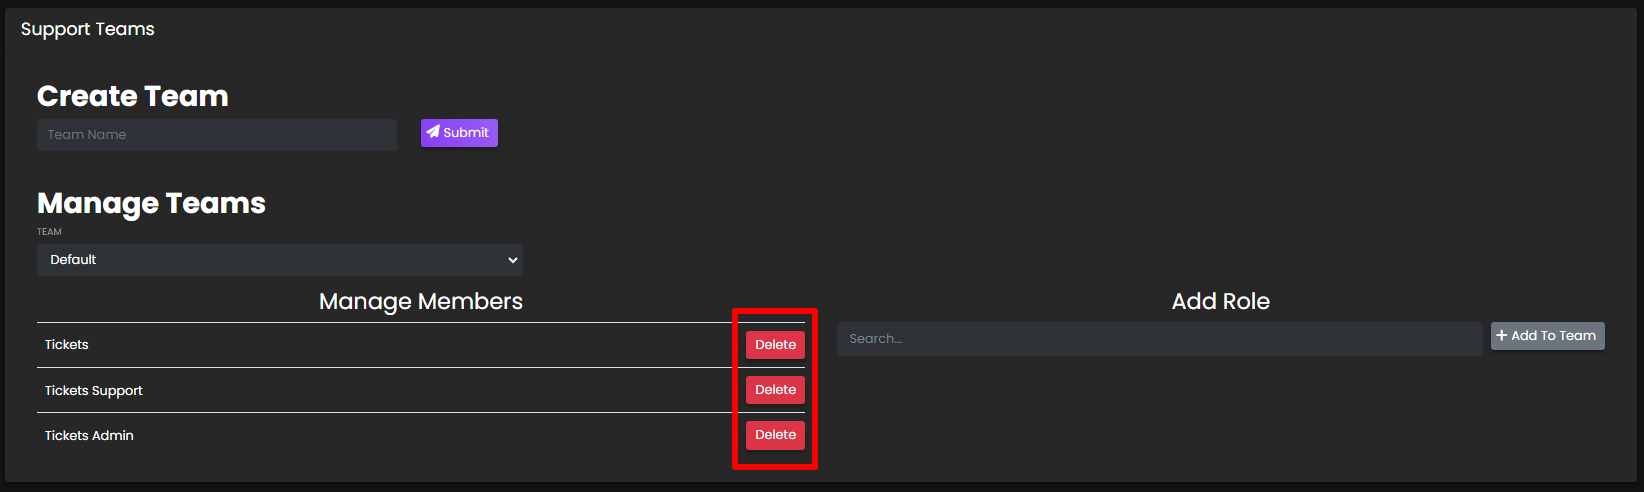 Support Teams
Create Team
Team Name
Submit
Manage Teams
TEAM
Default
Manage Members
Tickets
Delete
Tickets Support
Delete
Tickets Admin
Delete
Add Role
Search...
Add To Team